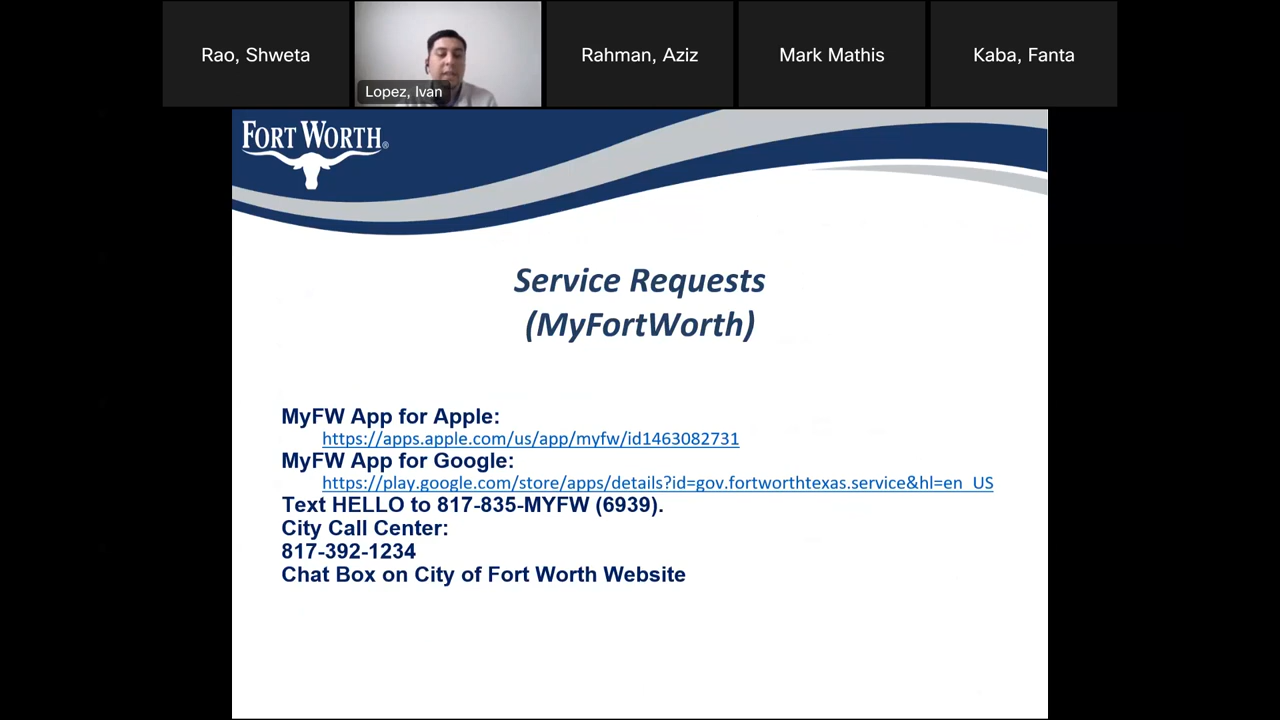 Rao, Shweta
Lopez, Ivan
Rahman, Aziz
Mark Mathis
Kaba, Fanta
FORT WORTH®
Service Requests
(MyFortWorth)
MyFW App for Apple:
https://apps.apple.com/us/app/myfw/id1463082731
MyFW App for Google:
https://play.google.com/store/apps/details?id=gov.fortworthtexas.service&hl=en_US
Text HELLO to 817-835-MYFW (6939).
City Call Center:
817-392-1234
Chat Box on City of Fort Worth Website